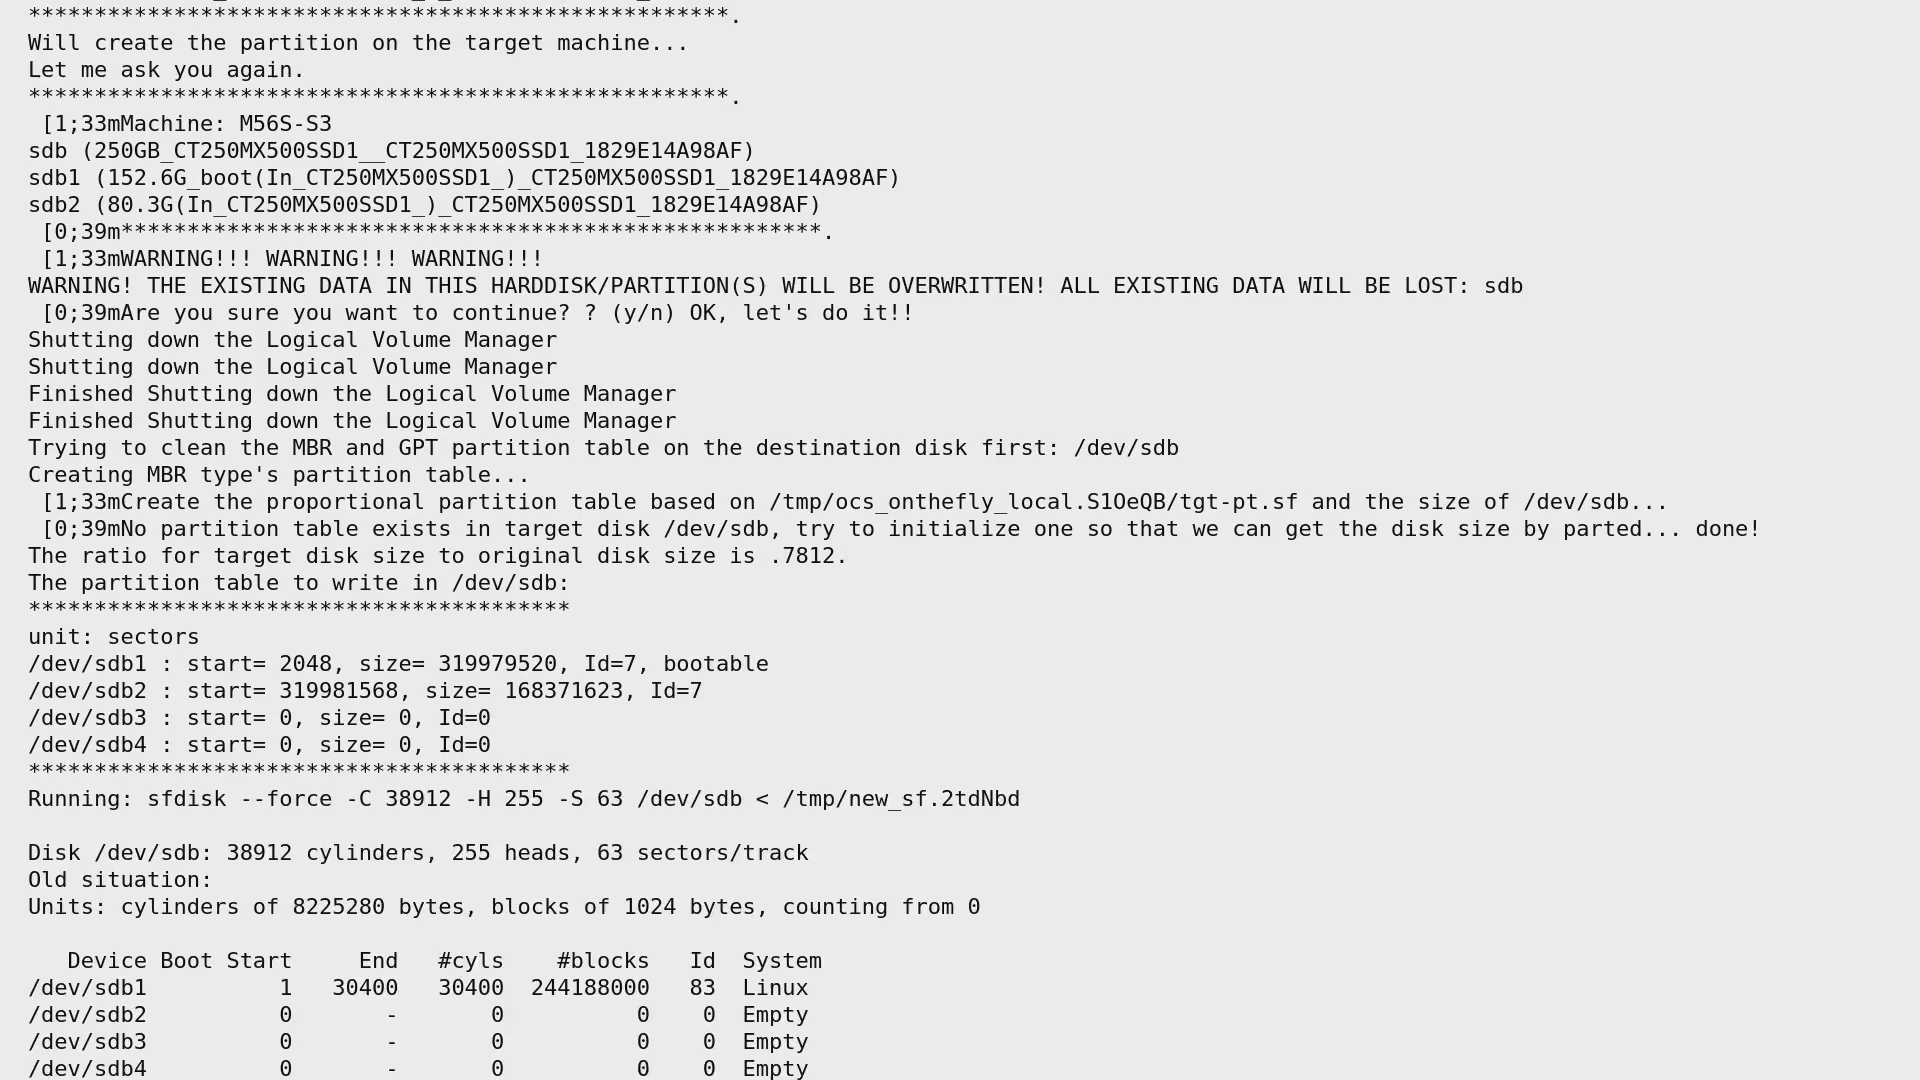 *****************************************************.
Will create the partition on the target machine...
Let me ask you again.
*****************************************************.
[1;33mMachine: M56S-S3
sdb (250GB_CT250MX500SSD1__CT250MX500SSD1_1829E14A98AF)
sdb1 (152.6G_boot(In_CT250MX500SSD1_)_CT250MX500SSD1_1829E14A98AF)
sdb2 (80.3G(In_CT250MX500SSD1_)_CT250MX500SSD1_1829E14A98AF)
[0;39m*****************************************************.
[1;33mWARNING!!! WARNING!!! WARNING!!!
WARNING! THE EXISTING DATA IN THIS HARDDISK/PARTITION(S) WILL BE OVERWRITTEN! ALL EXISTING DATA WILL BE LOST: sdb
[0;39mAre you sure you want to continue? ? (y/n) OK, let's do it!!
Shutting down the Logical Volume Manager
Shutting down the Logical Volume Manager
Finished Shutting down the Logical Volume Manager
Finished Shutting down the Logical Volume Manager
Trying to clean the MBR and GPT partition table on the destination disk first: /dev/sdb
Creating MBR type's partition table...
[1;33mCreate the proportional partition table based on /tmp/ocs_onthefly_local.S1OeQB/tgt-pt.sf and the size of /dev/sdb...
[0;39mNo partition table exists in target disk /dev/sdb, try to initialize one so that we can get the disk size by parted... done!
The ratio for target disk size to original disk size is .7812.
The partition table to write in /dev/sdb:
*****************************************
unit: sectors
/dev/sdb1 : start= 2048, size= 319979520, Id=7, bootable
/dev/sdb2 : start= 319981568, size= 168371623, Id=7
/dev/sdb3 : start= 0, size= 0, Id=0
/dev/sdb4 : start= 0, size= 0, Id=0
*****************************************
Running: sfdisk --force -C 38912 -H 255 -S 63 /dev/sdb < /tmp/new_sf.2tdNbd
Disk /dev/sdb: 38912 cylinders, 255 heads, 63 sectors/track
Old situation:
Units: cylinders of 8225280 bytes, blocks of 1024 bytes, counting from 0
Device Boot Start End #cyls #blocks Id System
/dev/sdb1 1 30400 30400 244188000 83 Linux
/dev/sdb2 0 - 0 0 0 Empty
/dev/sdb3 0 - 0 0 0 Empty
/dev/sdb4 0 - 0 0 0 Empty